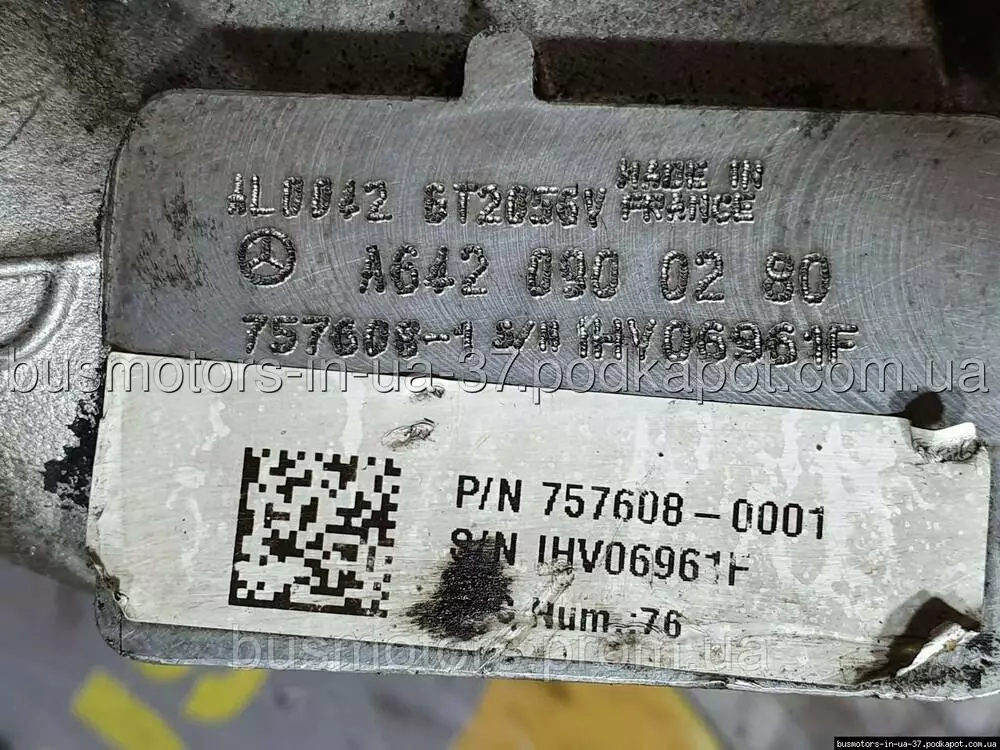 AL0042 GT2056V MADE IN FRANCE
A642 090 02 80
757608-1 S/N IHV06961F
busmotors-in-ua-37.podkapot.com.ua
P/N 757608-0001
S/N IHV06961F
Num.:76
busmotors.prom.ua
busmotors-in-ua-37.podkapot.com.ua